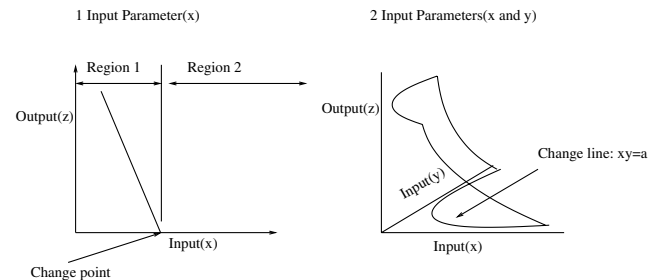 1 Input Parameter(x)
2 Input Parameters(x and y)
Region 1
Region 2
Output(z)
Input(x)
Change point
Output(z)
Input(y)
Change line: xy=a
Input(x)